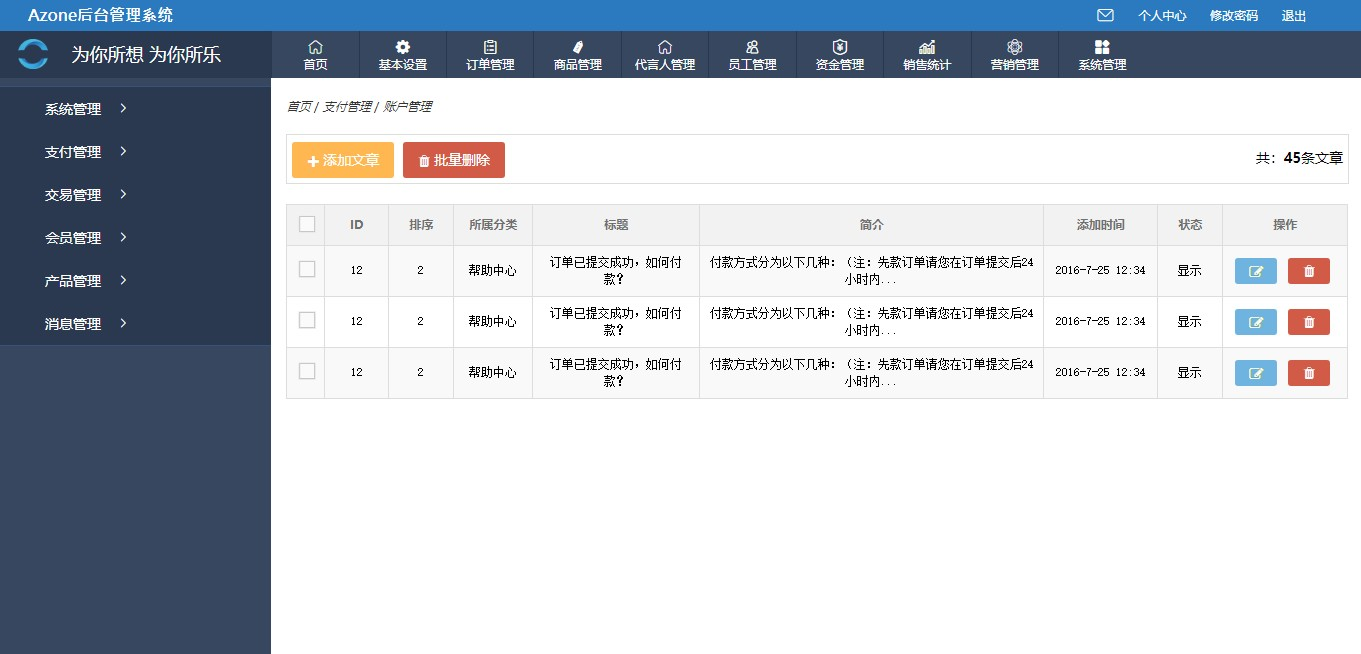 Azone后台管理系统
个人中心 修改密码 退出
为你所想 为你所乐
首页 基本设置 订单管理 商品管理 代言人管理 员工管理 资金管理 销售统计 营销管理 系统管理
系统管理
支付管理
交易管理
会员管理
产品管理
消息管理
首页 / 支付管理 / 账户管理
添加文章 批量删除 共：45条文章
ID 排序 所属分类 标题 简介 添加时间 状态 操作
12 2 帮助中心 订单已提交成功，如何付 付款方式分为以下几种：（注：先款订单请您在订单提交后24 2016-7-25 12:34 显示
款？ 小时内...
12 2 帮助中心 订单已提交成功，如何付 付款方式分为以下几种：（注：先款订单请您在订单提交后24 2016-7-25 12:34 显示
款？ 小时内...
12 2 帮助中心 订单已提交成功，如何付 付款方式分为以下几种：（注：先款订单请您在订单提交后24 2016-7-25 12:34 显示
款？ 小时内...